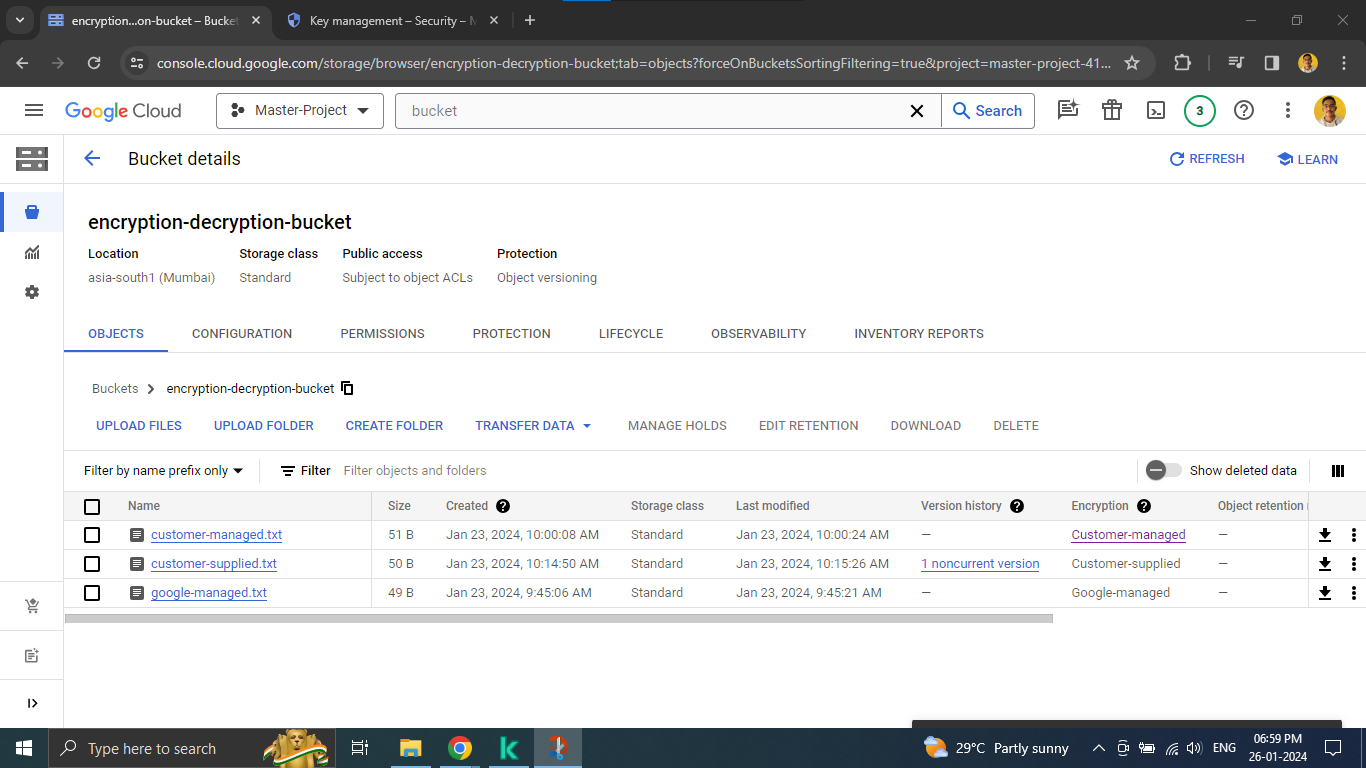 encryption...on-bucket – Bucket
Key management – Security – M
console.cloud.google.com/storage/browser/encryption-decryption-bucket;tab=objects?forceOnBucketsSortingFiltering=true&project=master-project-41...
Google Cloud
Master-Project
bucket
Search
3
Bucket details
REFRESH
LEARN
encryption-decryption-bucket
Location Storage class Public access Protection
asia-south1 (Mumbai) Standard Subject to object ACLs Object versioning
OBJECTS CONFIGURATION PERMISSIONS PROTECTION LIFECYCLE OBSERVABILITY INVENTORY REPORTS
Buckets > encryption-decryption-bucket
UPLOAD FILES UPLOAD FOLDER CREATE FOLDER TRANSFER DATA MANAGE HOLDS EDIT RETENTION DOWNLOAD DELETE
Filter by name prefix only Filter Filter objects and folders Show deleted data
Name Size Created Storage class Last modified Version history Encryption Object retention
customer-managed.txt 51 B Jan 23, 2024, 10:00:08 AM Standard Jan 23, 2024, 10:00:24 AM — Customer-managed —
customer-supplied.txt 50 B Jan 23, 2024, 10:14:50 AM Standard Jan 23, 2024, 10:15:26 AM 1 noncurrent version Customer-supplied —
google-managed.txt 49 B Jan 23, 2024, 9:45:06 AM Standard Jan 23, 2024, 9:45:21 AM — Google-managed —
Type here to search
29°C Partly sunny
ENG
06:59 PM
26-01-2024